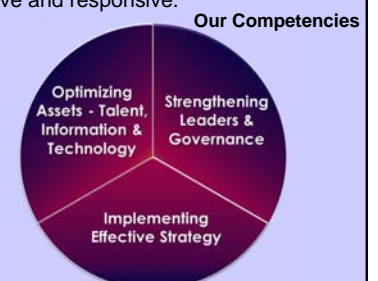 ve and responsive.
Our Competencies
Optimizing
Assets - Talent,
Information &
Technology
Strengthening
Leaders &
Governance
Implementing
Effective Strategy